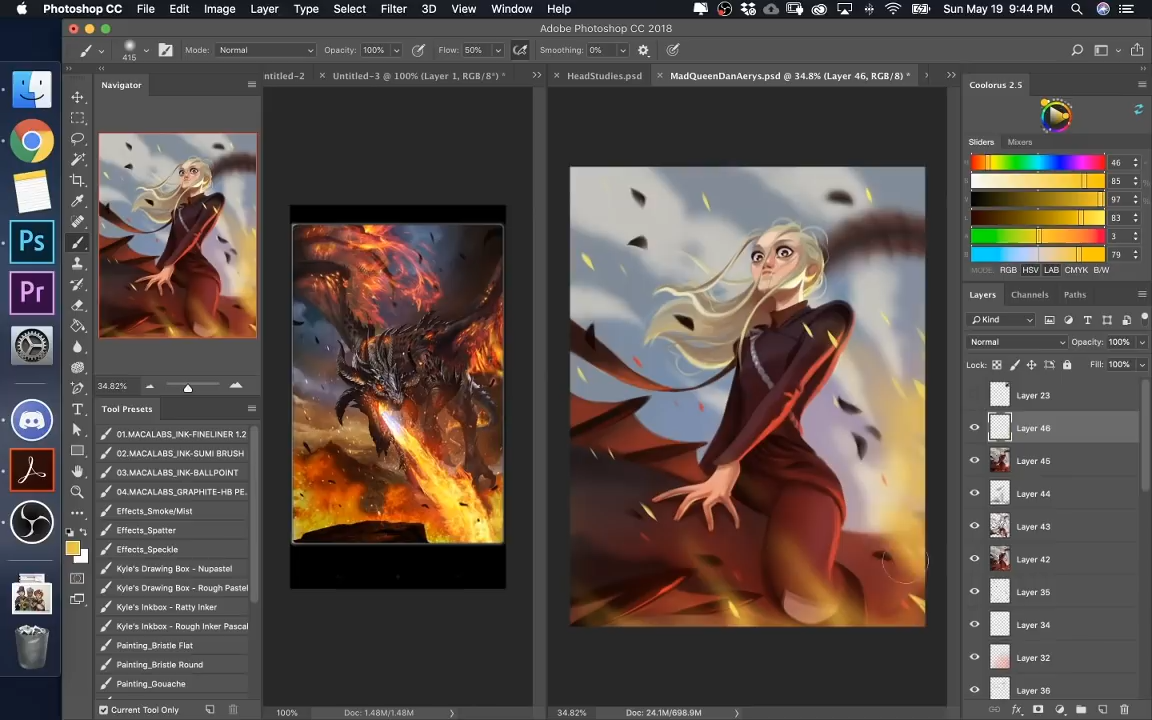 Photoshop CC File Edit Image Layer Type Select Filter 3D View Window Help Sun May 19 9:44 PM
Adobe Photoshop CC 2018
415 Mode: Normal Opacity: 100% Flow: 50% Smoothing: 0%
ntitled-2 × Untitled-3 @ 100% (Layer 1, RGB/8*) * × HeadStudies.psd × MadQueenDanAerys.psd @ 34.8% (Layer 46, RGB/8) *
Navigator
34.82%
Tool Presets
01.MACALABS_INK-FINELINER 1.2
02.MACALABS_INK-SUMI BRUSH
03.MACALABS_INK-BALLPOINT
04.MACALABS_GRAPHITE-HB PE..
Effects_Smoke/Mist
Effects_Spatter
Effects_Speckle
Kyle's Drawing Box - Nupastel
Kyle's Drawing Box - Rough Pastel
Kyle's Inkbox - Ratty Inker
Kyle's Inkbox - Rough Inker Pascal
Painting_Bristle Flat
Painting_Bristle Round
Painting_Gouache
Current Tool Only
100% Doc: 1.48M/1.48M
34.82% Doc: 24.1M/698.9M
Coolorus 2.5
Sliders Mixers
46
85
97
83
3
79
MODE: RGB HSV LAB CMYK B/W
Layers Channels Paths
Kind
Normal Opacity: 100%
Lock: Fill: 100%
Layer 23
Layer 46
Layer 45
Layer 44
Layer 43
Layer 42
Layer 35
Layer 34
Layer 32
Layer 36
Ps
Pr